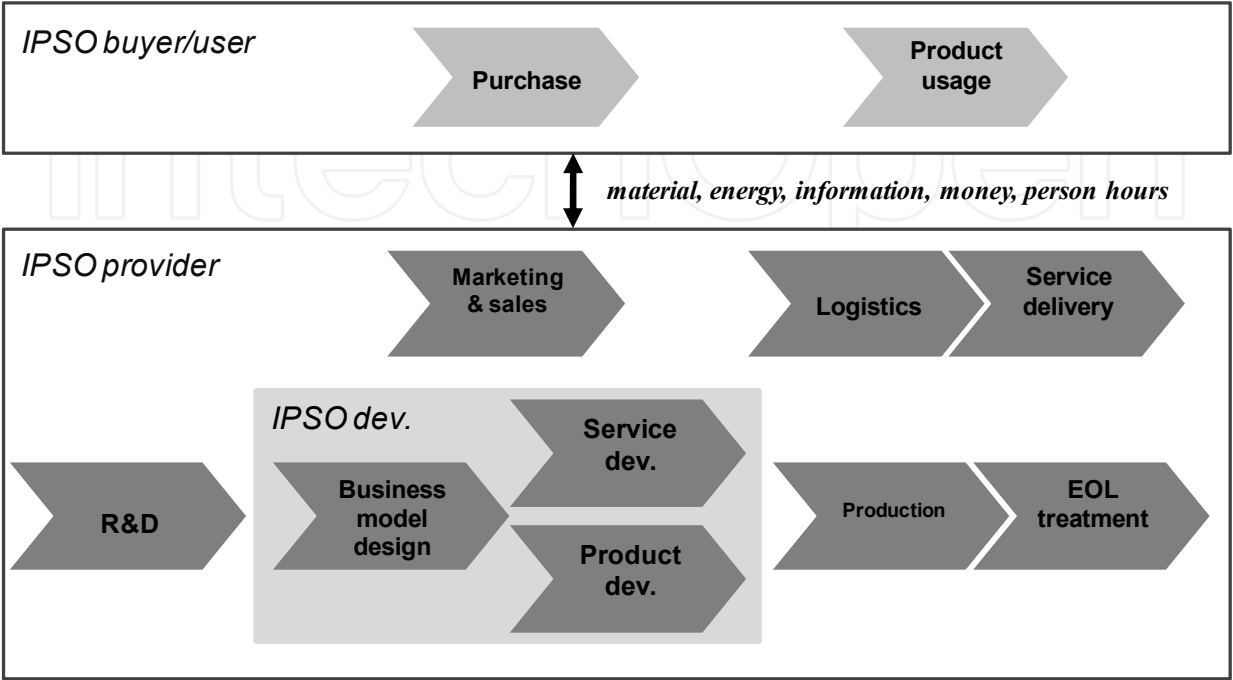 IPSO buyer/user
Purchase
Product
usage
intechopen
material, energy, information, money, person hours
IPSO provider
Marketing
& sales
Logistics
Service
delivery
IPSO dev.
Service
dev.
R&D
Business
model
design
Product
dev.
Production
EOL
treatment